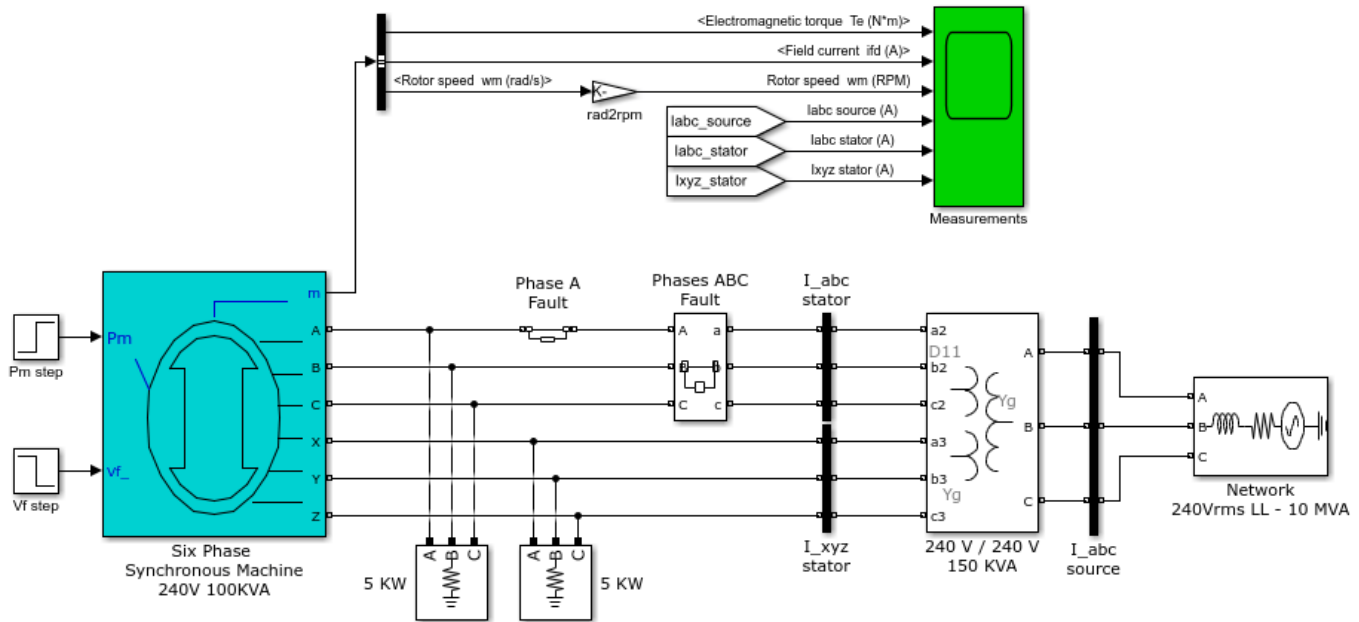 <Electromagnetic torque Te (N*m)>
<Field current ifd (A)>
<Rotor speed wm (rad/s)>
K-
rad2rpm
Rotor speed wm (RPM)
Iabc_source
Iabc source (A)
Iabc_stator
Iabc stator (A)
Ixyz_stator
Ixyz stator (A)
Measurements
Pm step
Vf step
Pm
Vf_
m
A
B
C
X
Y
Z
Six Phase
Synchronous Machine
240V 100KVA
Phase A
Fault
Phases ABC
Fault
A
a
B
b
C
c
I_abc
stator
I_xyz
stator
a2
D11
b2
c2
a3
b3
Yg
c3
Yg
A
B
C
240 V / 240 V
150 KVA
I_abc
source
A
B
C
Network
240Vrms LL - 10 MVA
A B C
5 KW
A B C
5 KW